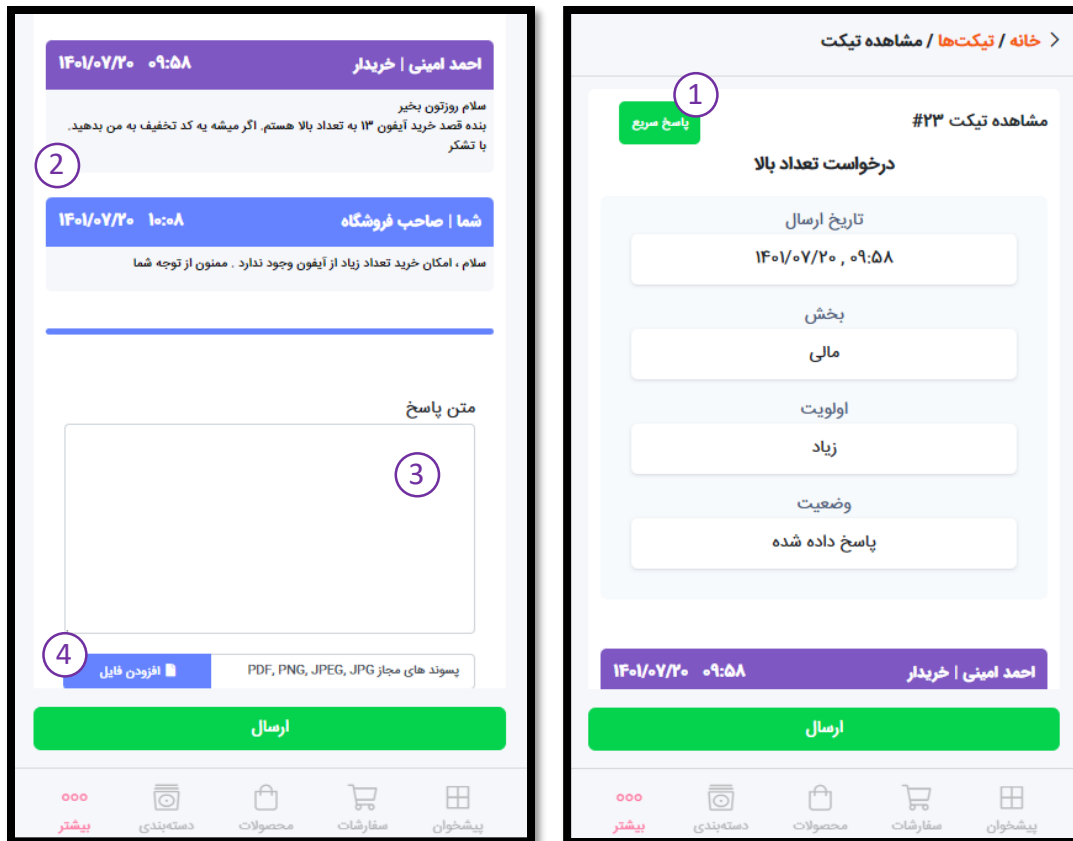 خانه / تیکت‌ها / مشاهده تیکت
1
مشاهده تیکت ۲۳#
پاسخ سریع
درخواست تعداد بالا
تاریخ ارسال
۱۴۰۱/۰۷/۲۰ , ۰۹:۵۸
بخش
مالی
اولویت
زیاد
وضعیت
پاسخ داده شده
احمد امینی | خریدار ۰۹:۵۸ ۱۴۰۱/۰۷/۲۰
ارسال
پیشخوان
سفارشات
محصولات
دسته‌بندی
بیشتر
احمد امینی | خریدار ۰۹:۵۸ ۱۴۰۱/۰۷/۲۰
سلام روزتون بخیر
بنده قصد خرید آیفون ۱۳ به تعداد بالا هستم. اگر میشه یه کد تخفیف به من بدهید.
با تشکر
2
شما | صاحب فروشگاه ۱۰:۰۸ ۱۴۰۱/۰۷/۲۰
سلام ، امکان خرید تعداد زیاد از آیفون وجود ندارد . ممنون از توجه شما
متن پاسخ
3
4
پسوند های مجاز PDF, PNG, JPEG, JPG
افزودن فایل
ارسال
پیشخوان
سفارشات
محصولات
دسته‌بندی
بیشتر